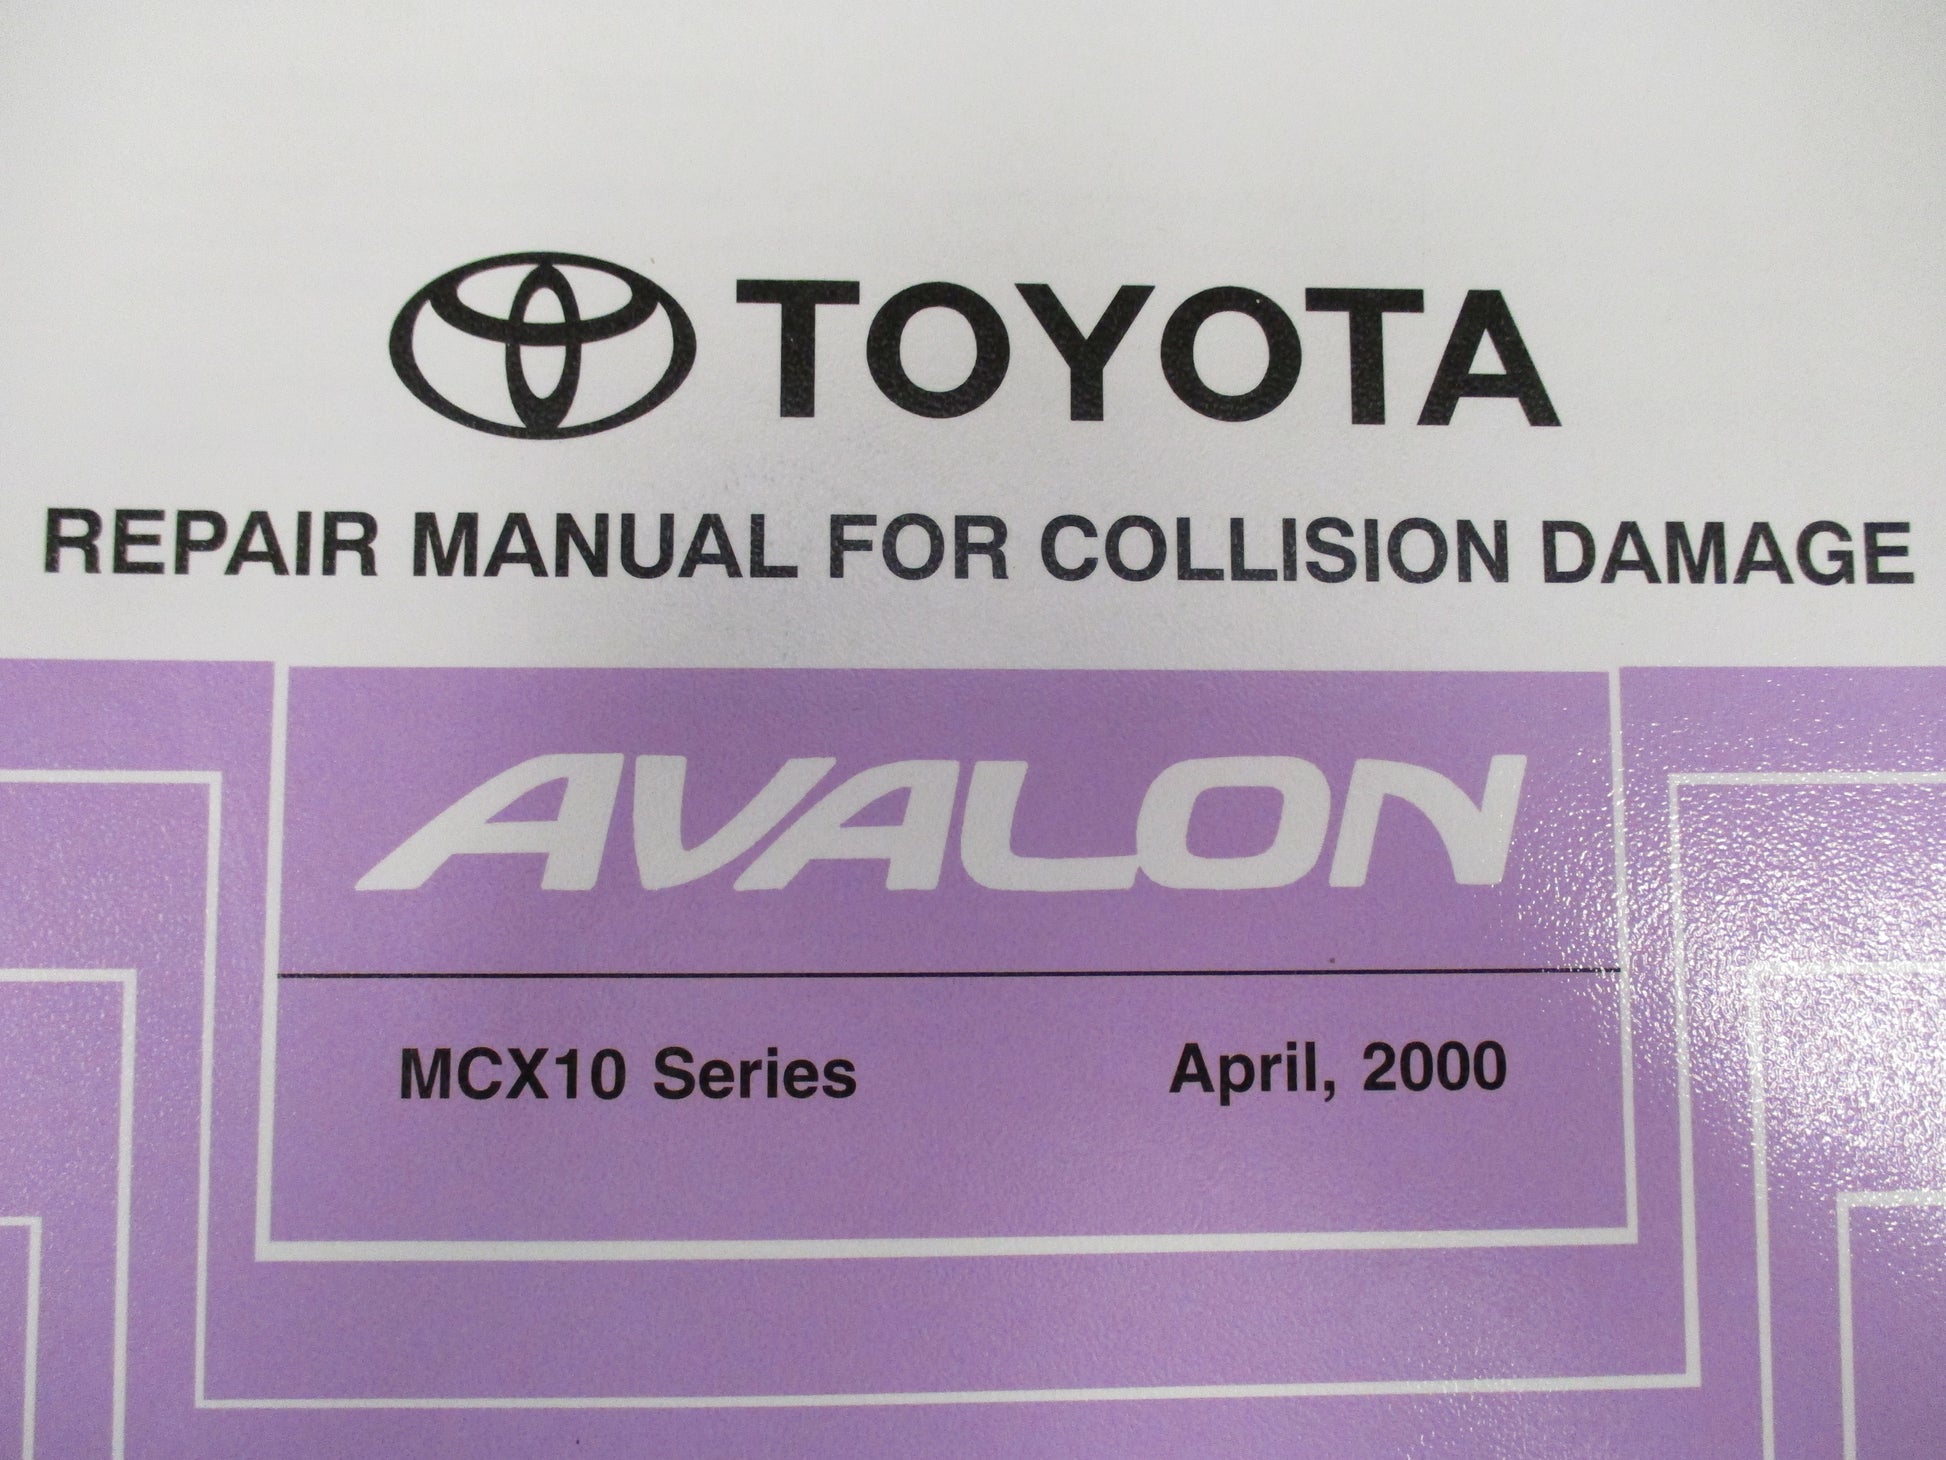 TOYOTA
REPAIR MANUAL FOR COLLISION DAMAGE
AVALON
MCX10 Series April, 2000